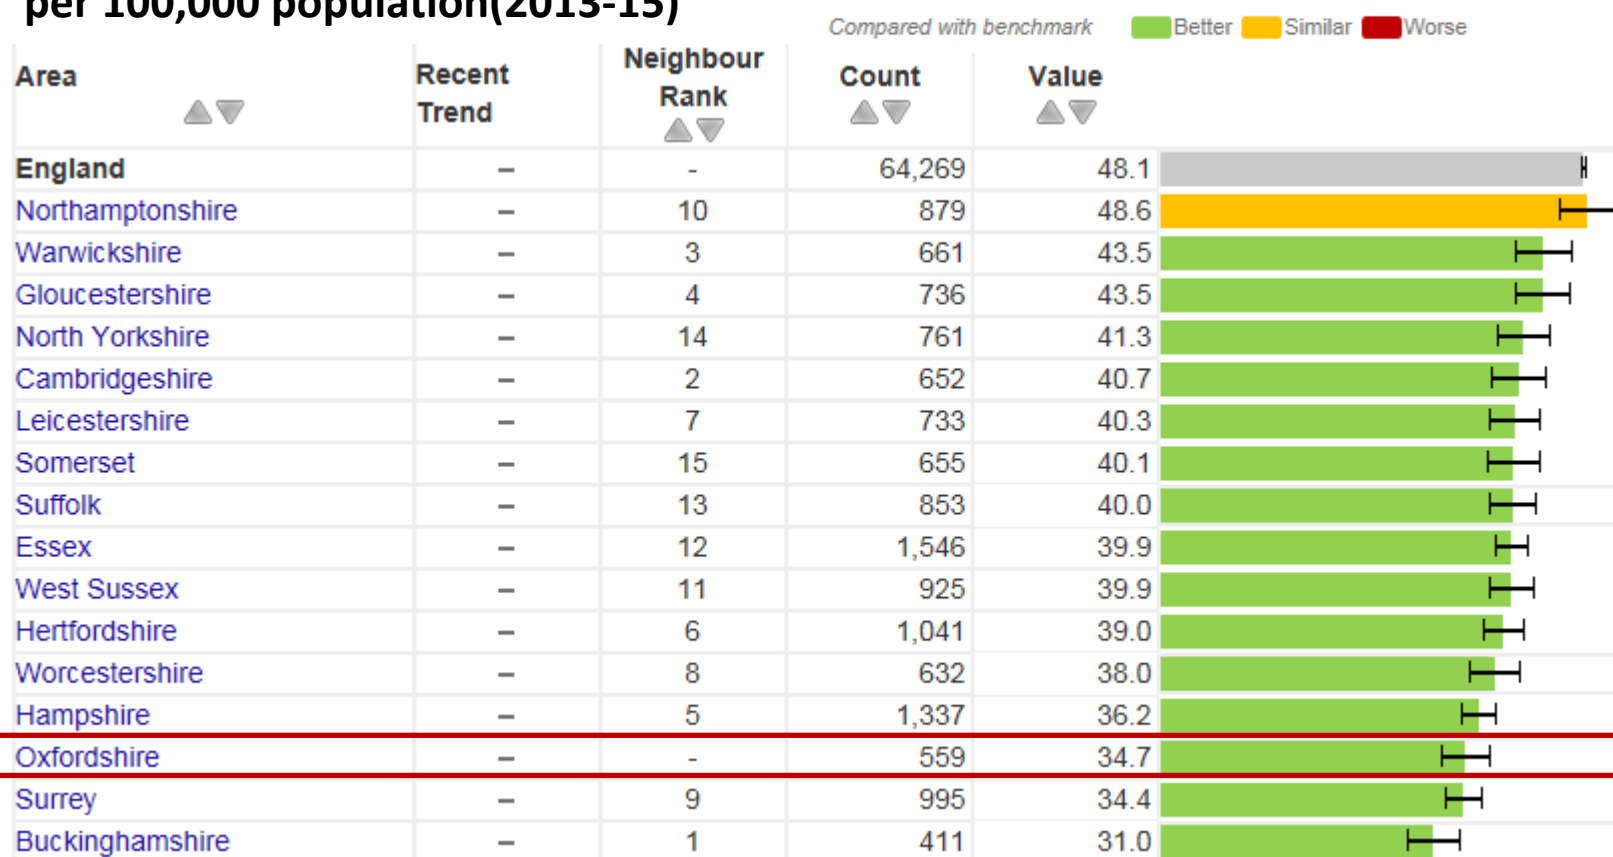 per 100,000 population(2013-15)
Compared with benchmark Better Similar Worse
Area Recent Trend Neighbour Rank Count Value
England – - 64,269 48.1
Northamptonshire – 10 879 48.6
Warwickshire – 3 661 43.5
Gloucestershire – 4 736 43.5
North Yorkshire – 14 761 41.3
Cambridgeshire – 2 652 40.7
Leicestershire – 7 733 40.3
Somerset – 15 655 40.1
Suffolk – 13 853 40.0
Essex – 12 1,546 39.9
West Sussex – 11 925 39.9
Hertfordshire – 6 1,041 39.0
Worcestershire – 8 632 38.0
Hampshire – 5 1,337 36.2
Oxfordshire – - 559 34.7
Surrey – 9 995 34.4
Buckinghamshire – 1 411 31.0